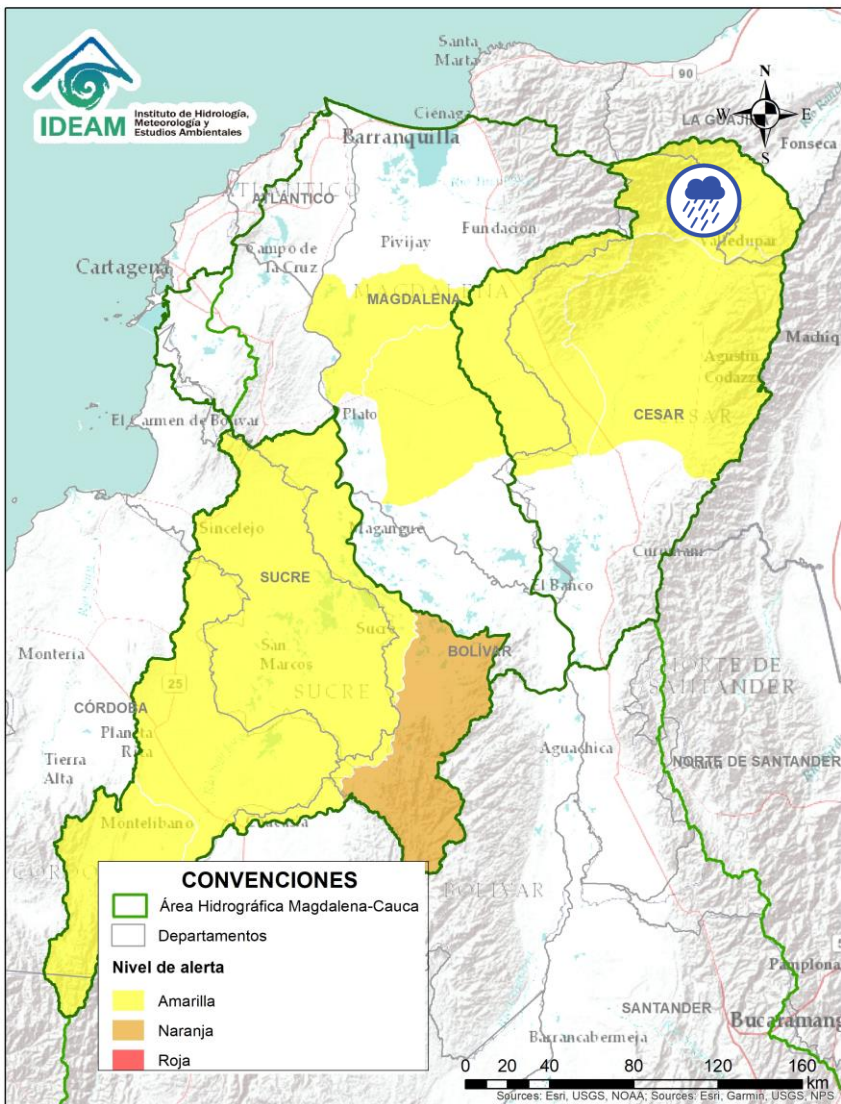 IDEAM
Instituto de Hidrología,
Meteorología y
Estudios Ambientales
Santa
Marta
90
N
W
E
S
Ciénaga
LA GUAJIRA
Fonseca
Barranquilla
ATLÁNTICO
Pivijay
Fundación
Valledupar
Campo de
la Cruz
Cartagena
MAGDALENA
Agustín
Codazzi
El Carmen de Bolívar
Plato
CESAR
Sincelejo
Magangué
SUCRE
Curumaní
El Banco
Sucre
BOLÍVAR
San
Marcos
Montería
SUCRE
25
CÓRDOBA
NORTE DE
SANTANDER
Planeta
Rica
Aguachica
Tierra
Alta
NORTE DE SANTANDER
Montelíbano
BOLÍVAR
CONVENCIONES
Área Hidrográfica Magdalena-Cauca
Departamentos
Nivel de alerta
Amarilla
Naranja
Roja
Pamplona
SANTANDER
Bucaramang
Barrancabermeja
0 20 40 80 120 160
km
Sources: Esri, USGS, NOAA; Sources: Esri, Garmin, USGS, NPS